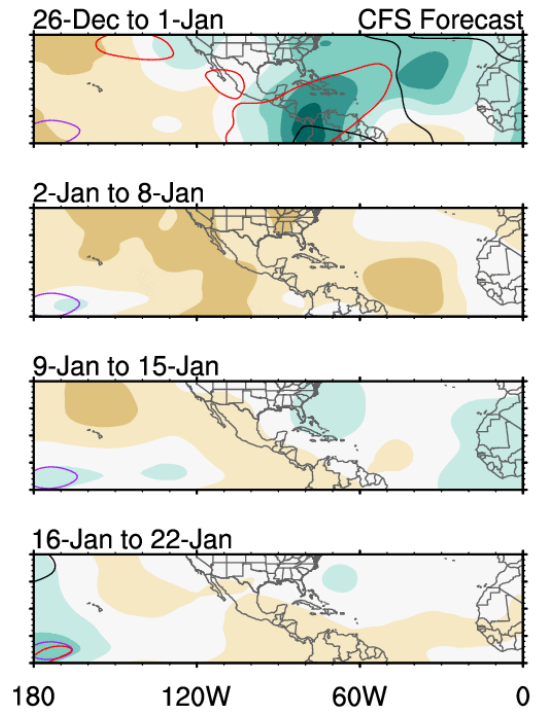 26-Dec to 1-Jan CFS Forecast
2-Jan to 8-Jan
9-Jan to 15-Jan
16-Jan to 22-Jan
180 120W 60W 0